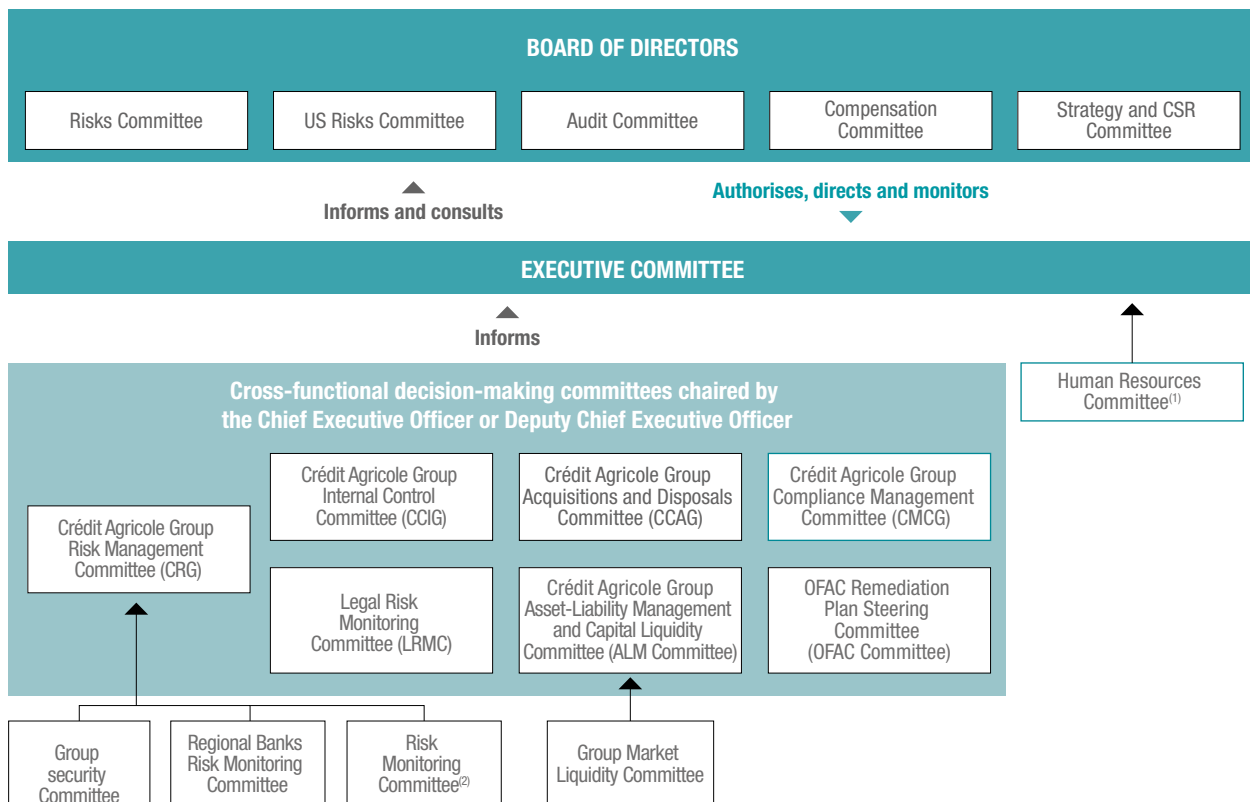 BOARD OF DIRECTORS
Risks Committee
US Risks Committee
Audit Committee
Compensation
Committee
Strategy and CSR
Committee
Informs and consults
Authorises, directs and monitors
EXECUTIVE COMMITTEE
Informs
Human Resources
Committee(1)
Cross-functional decision-making committees chaired by
the Chief Executive Officer or Deputy Chief Executive Officer
Crédit Agricole Group
Risk Management
Committee (CRG)
Crédit Agricole Group
Internal Control
Committee (CCIG)
Crédit Agricole Group
Acquisitions and Disposals
Committee (CCAG)
Crédit Agricole Group
Compliance Management
Committee (CMCG)
Legal Risk
Monitoring
Committee (LRMC)
Crédit Agricole Group
Asset-Liability Management
and Capital Liquidity
Committee (ALM Committee)
OFAC Remediation
Plan Steering
Committee
(OFAC Committee)
Group
security
Committee
Regional Banks
Risk Monitoring
Committee
Risk
Monitoring
Committee(2)
Group Market
Liquidity Committee